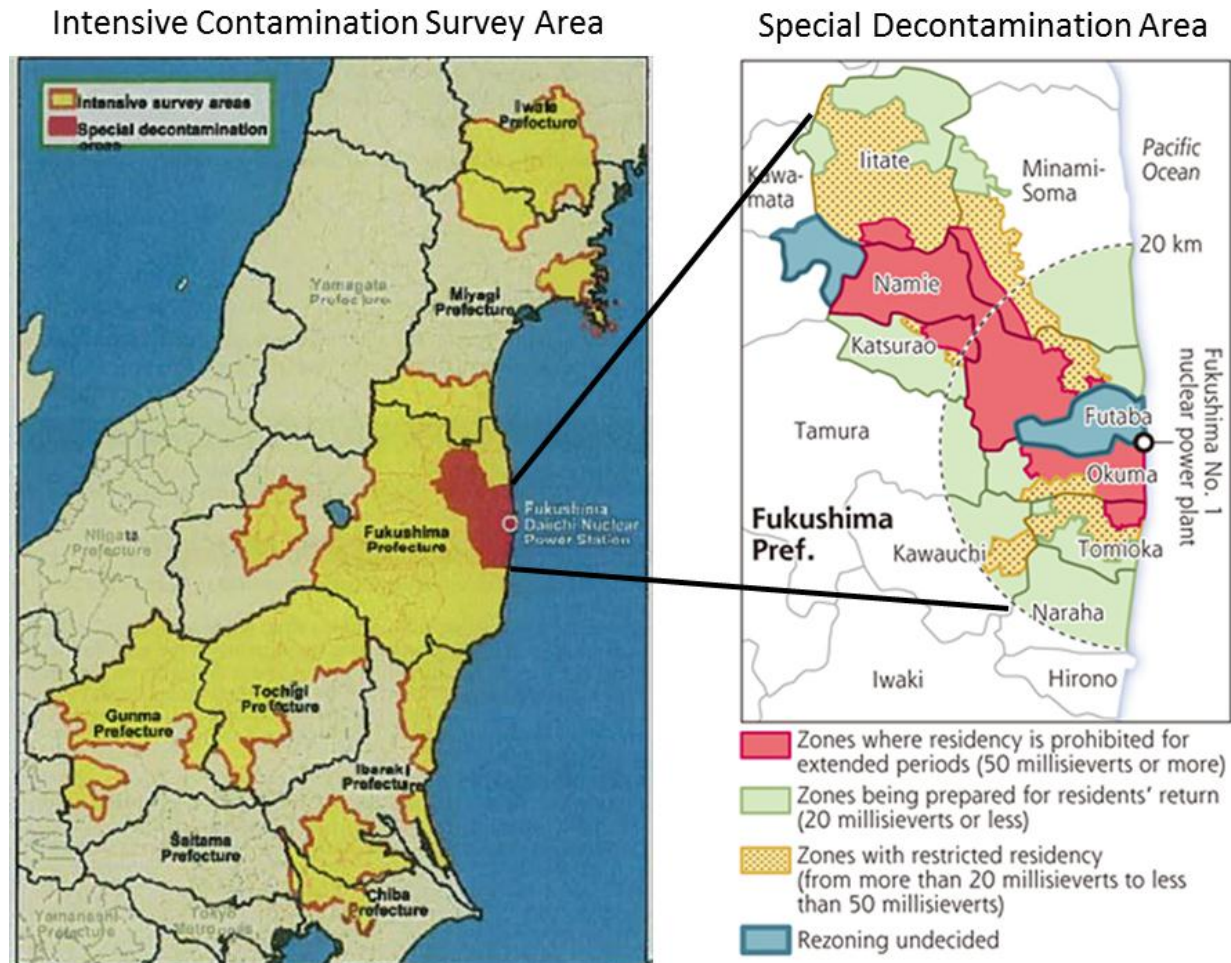 Intensive Contamination Survey Area
Intensive survey areas
Special decontamination
areas
Iwate
Prefecture
Yamagata
Prefecture
Miyagi
Prefecture
Fukushima
Prefecture
Fukushima
Daiichi Nuclear
Power Station
Niigata
Prefecture
Gunma
Prefecture
Tochigi
Prefecture
Ibaraki
Prefecture
Saitama
Prefecture
Chiba
Prefecture
Yamanashi
Prefecture
Tokyo
Metropolis
Special Decontamination Area
Iitate
Kawa-
mata
Minami-
Soma
Pacific
Ocean
20 km
Namie
Katsurao
Tamura
Futaba
Okuma
Fukushima No. 1
nuclear power plant
Fukushima
Pref.
Kawauchi
Tomioka
Naraha
Iwaki
Hirono
Zones where residency is prohibited for
extended periods (50 millisieverts or more)
Zones being prepared for residents' return
(20 millisieverts or less)
Zones with restricted residency
(from more than 20 millisieverts to less
than 50 millisieverts)
Rezoning undecided